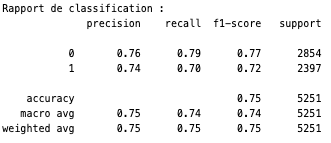 Rapport de classification :
precision recall f1-score support
0 0.76 0.79 0.77 2854
1 0.74 0.70 0.72 2397
accuracy 0.75 5251
macro avg 0.75 0.74 0.74 5251
weighted avg 0.75 0.75 0.75 5251